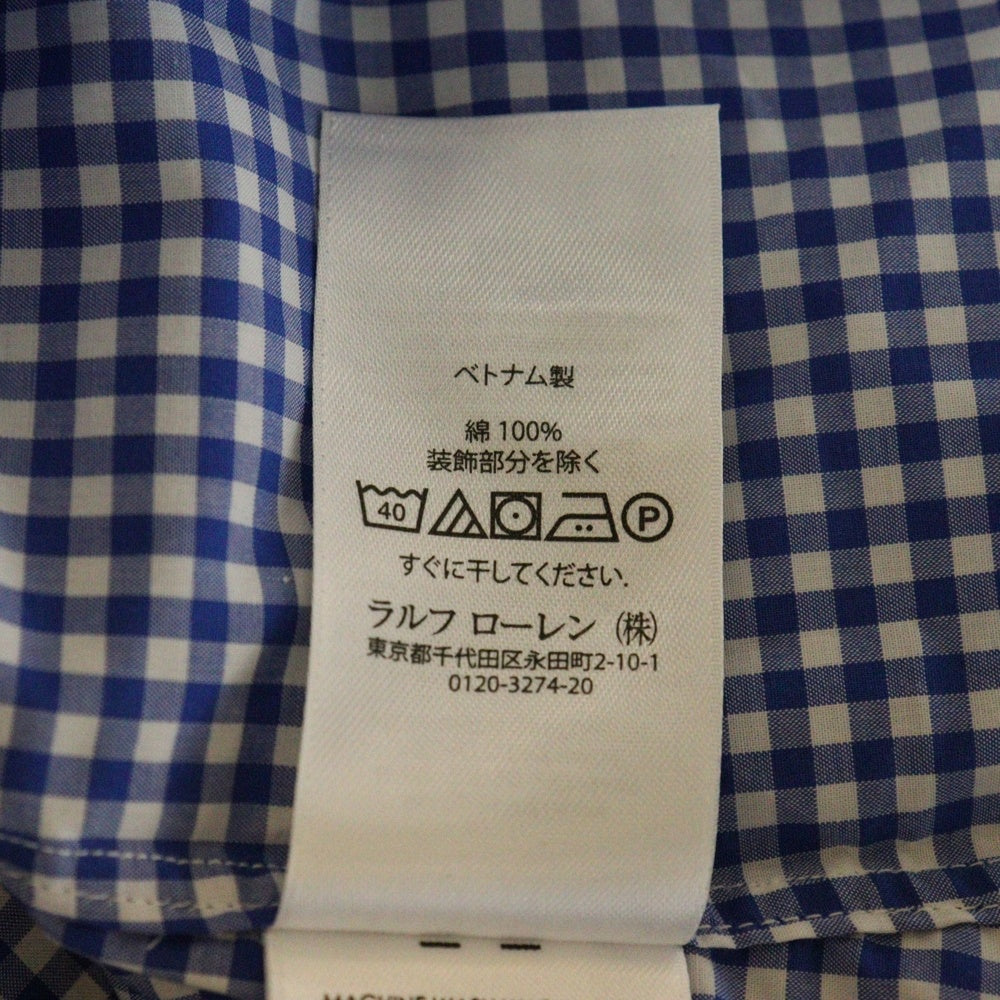 ベトナム製
綿 100%
装飾部分を除く
40 P
すぐに干してください.
ラルフ ローレン (株)
東京都千代田区永田町2-10-1
0120-3274-20